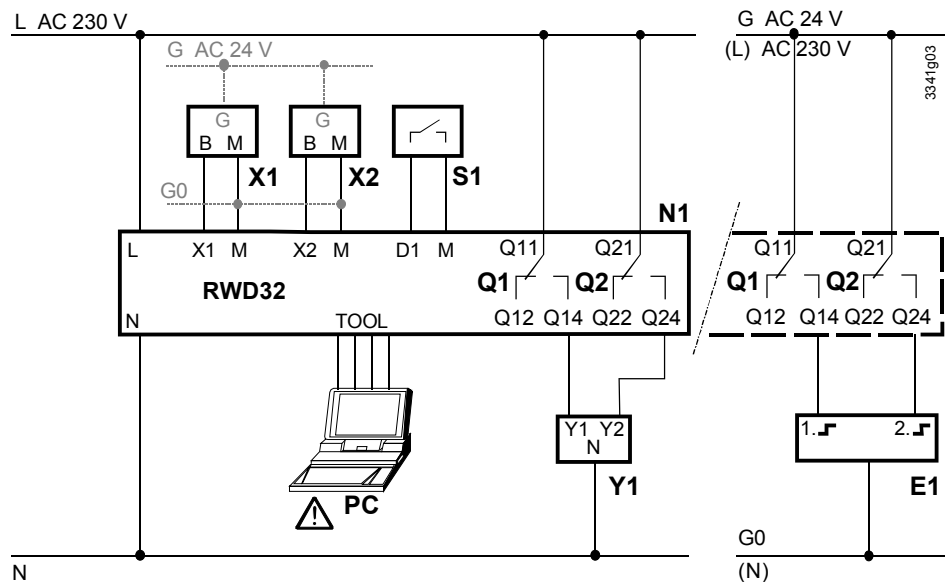 L AC 230 V
G AC 24 V
G AC 24 V
(L) AC 230 V
3341g03
G
G
B M
B M
X1
X2
S1
G0
N1
L X1 M X2 M D1 M Q11 Q21
Q11 Q21
RWD32
Q1 Q2
Q1 Q2
N TOOL Q12 Q14 Q22 Q24
Q12 Q14 Q22 Q24
Y1 Y2
N
Y1
1. 2.
E1
PC
G0
N
(N)